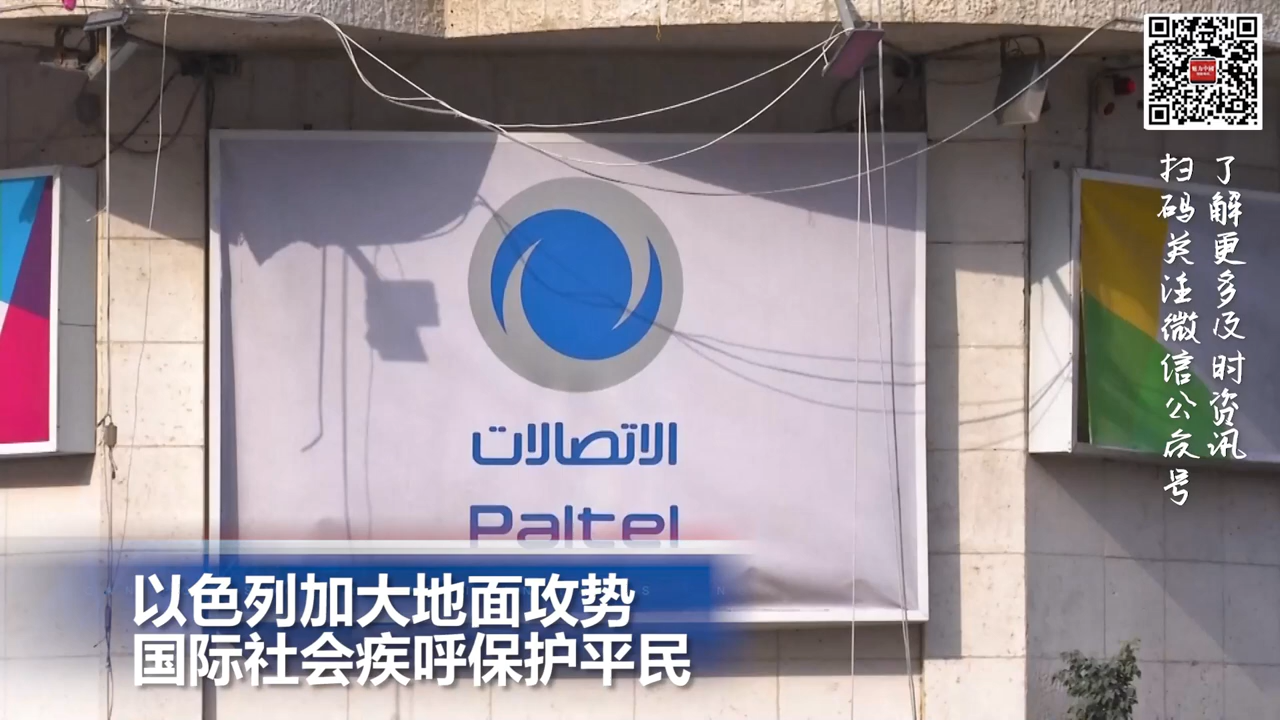 الاتصالات
Paltel
以色列加大地面攻势
国际社会疾呼保护平民
了解更多及时资讯
扫码关注微信公众号